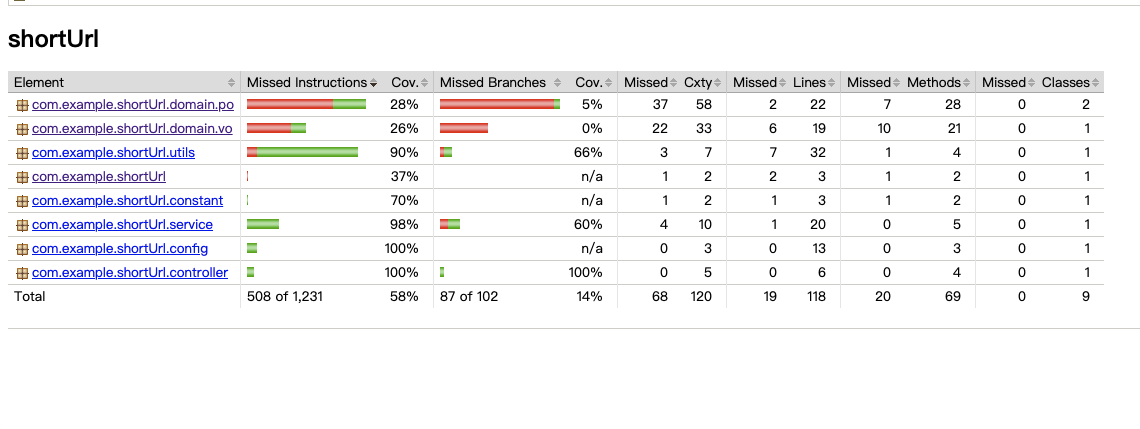 shortUrl
Element Missed Instructions Cov. Missed Branches Cov. Missed Cxty Missed Lines Missed Methods Missed Classes
com.example.shortUrl.domain.po 28% 5% 37 58 2 22 7 28 0 2
com.example.shortUrl.domain.vo 26% 0% 22 33 6 19 10 21 0 1
com.example.shortUrl.utils 90% 66% 3 7 7 32 1 4 0 1
com.example.shortUrl 37% n/a 1 2 2 3 1 2 0 1
com.example.shortUrl.constant 70% n/a 1 2 1 3 1 2 0 1
com.example.shortUrl.service 98% 60% 4 10 1 20 0 5 0 1
com.example.shortUrl.config 100% n/a 0 3 0 13 0 3 0 1
com.example.shortUrl.controller 100% 100% 0 5 0 6 0 4 0 1
Total 508 of 1,231 58% 87 of 102 14% 68 120 19 118 20 69 0 9